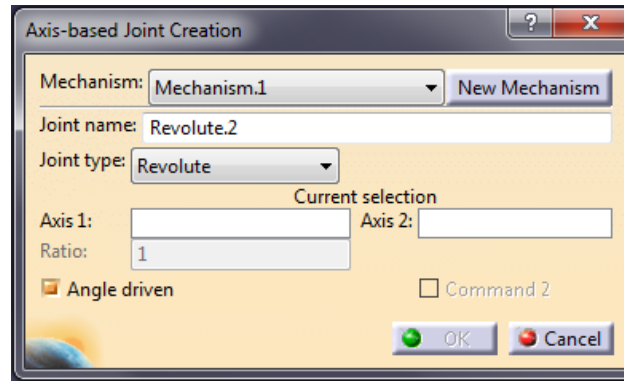 Axis-based Joint Creation
Mechanism: Mechanism.1 New Mechanism
Joint name: Revolute.2
Joint type: Revolute
Current selection
Axis 1: Axis 2:
Ratio: 1
Angle driven Command 2
OK Cancel